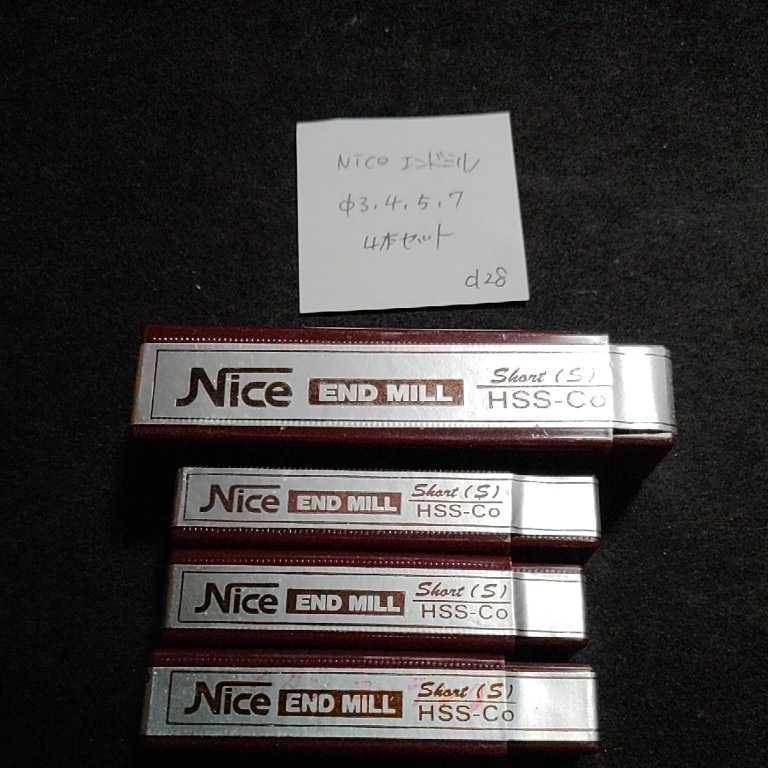 Nico エンドミル
φ3.4.5.7
4本セット
d28
Nice END MILL Short (S)
HSS-Co
Nice END MILL Short (S)
HSS-Co
Nice END MILL Short (S)
HSS-Co
Nice END MILL Short (S)
HSS-Co